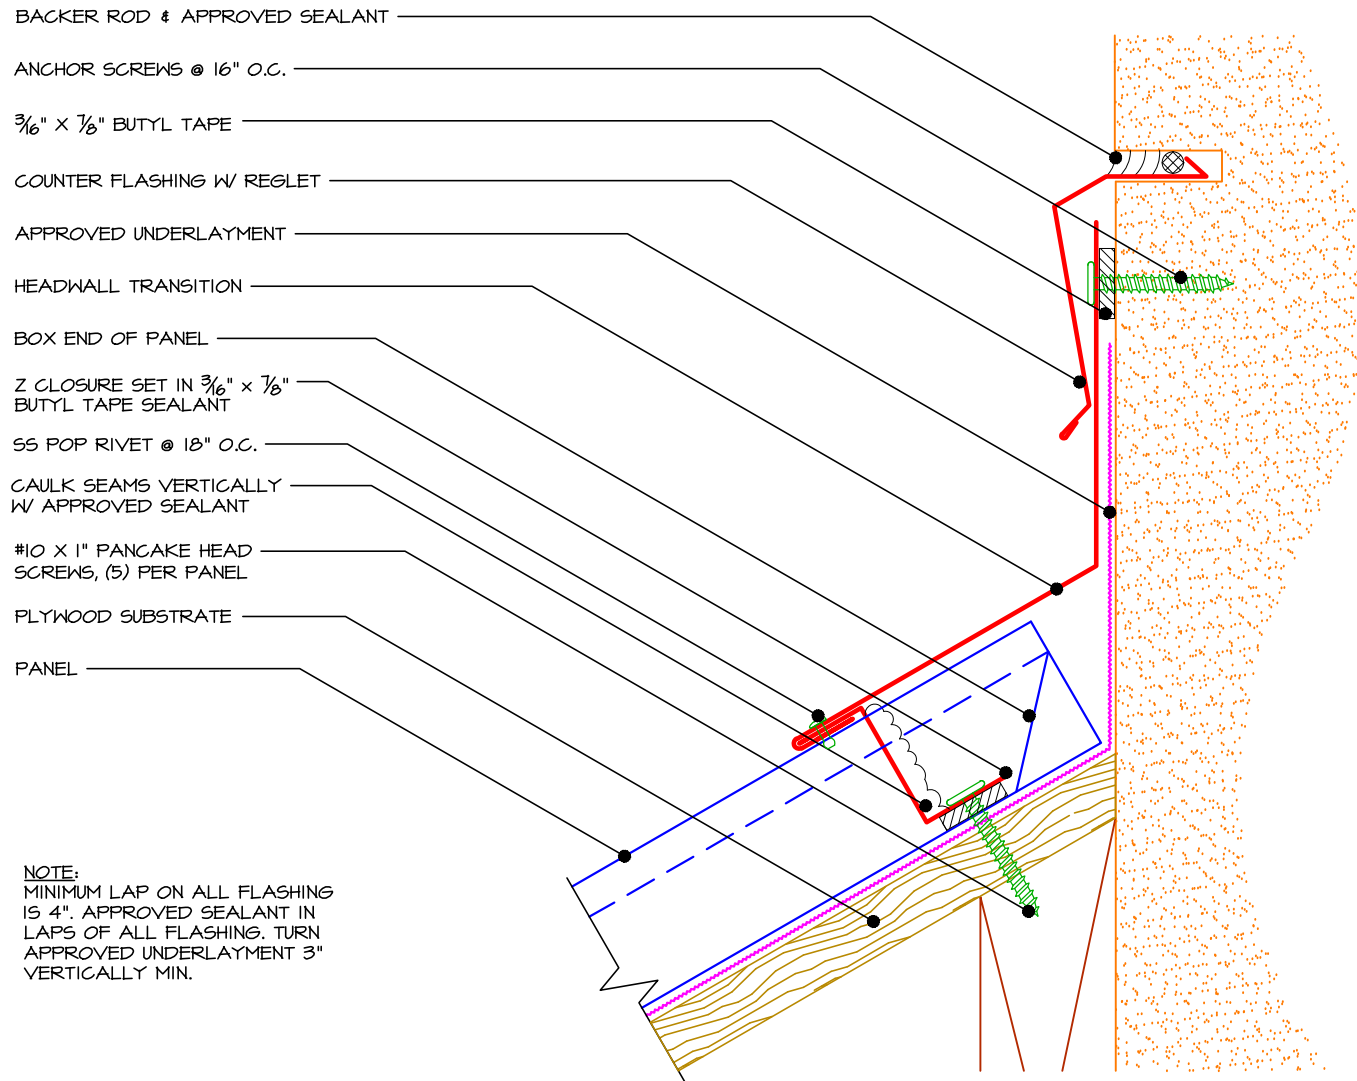 BACKER ROD & APPROVED SEALANT
ANCHOR SCREWS @ 16" O.C.
3/16" X 7/8" BUTYL TAPE
COUNTER FLASHING W/ REGLET
APPROVED UNDERLAYMENT
HEADWALL TRANSITION
BOX END OF PANEL
Z CLOSURE SET IN 3/16" X 7/8"
BUTYL TAPE SEALANT
SS POP RIVET @ 18" O.C.
CAULK SEAMS VERTICALLY
W/ APPROVED SEALANT
#10 X 1" PANCAKE HEAD
SCREWS, (5) PER PANEL
PLYWOOD SUBSTRATE
PANEL
NOTE:
MINIMUM LAP ON ALL FLASHING
IS 4". APPROVED SEALANT IN
LAPS OF ALL FLASHING. TURN
APPROVED UNDERLAYMENT 3"
VERTICALLY MIN.